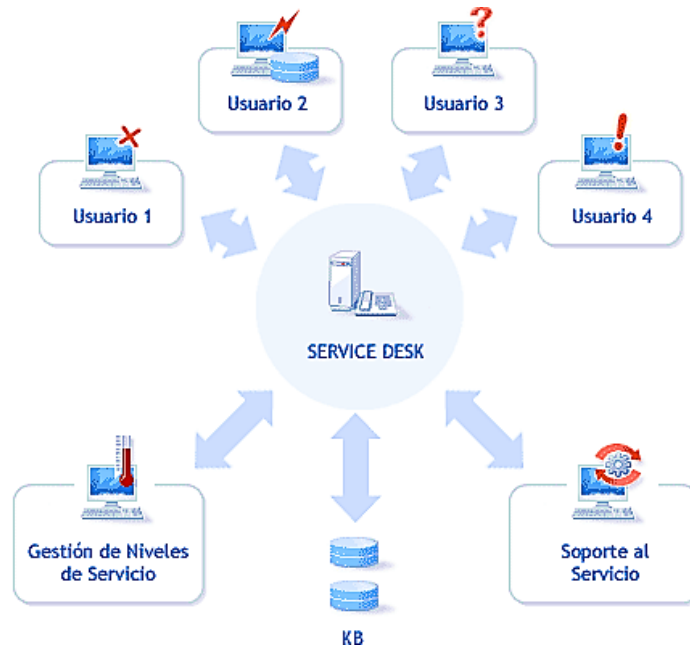 Usuario 2
Usuario 3
Usuario 1
Usuario 4
SERVICE DESK
Gestión de Niveles
de Servicio
Soporte al
Servicio
KB